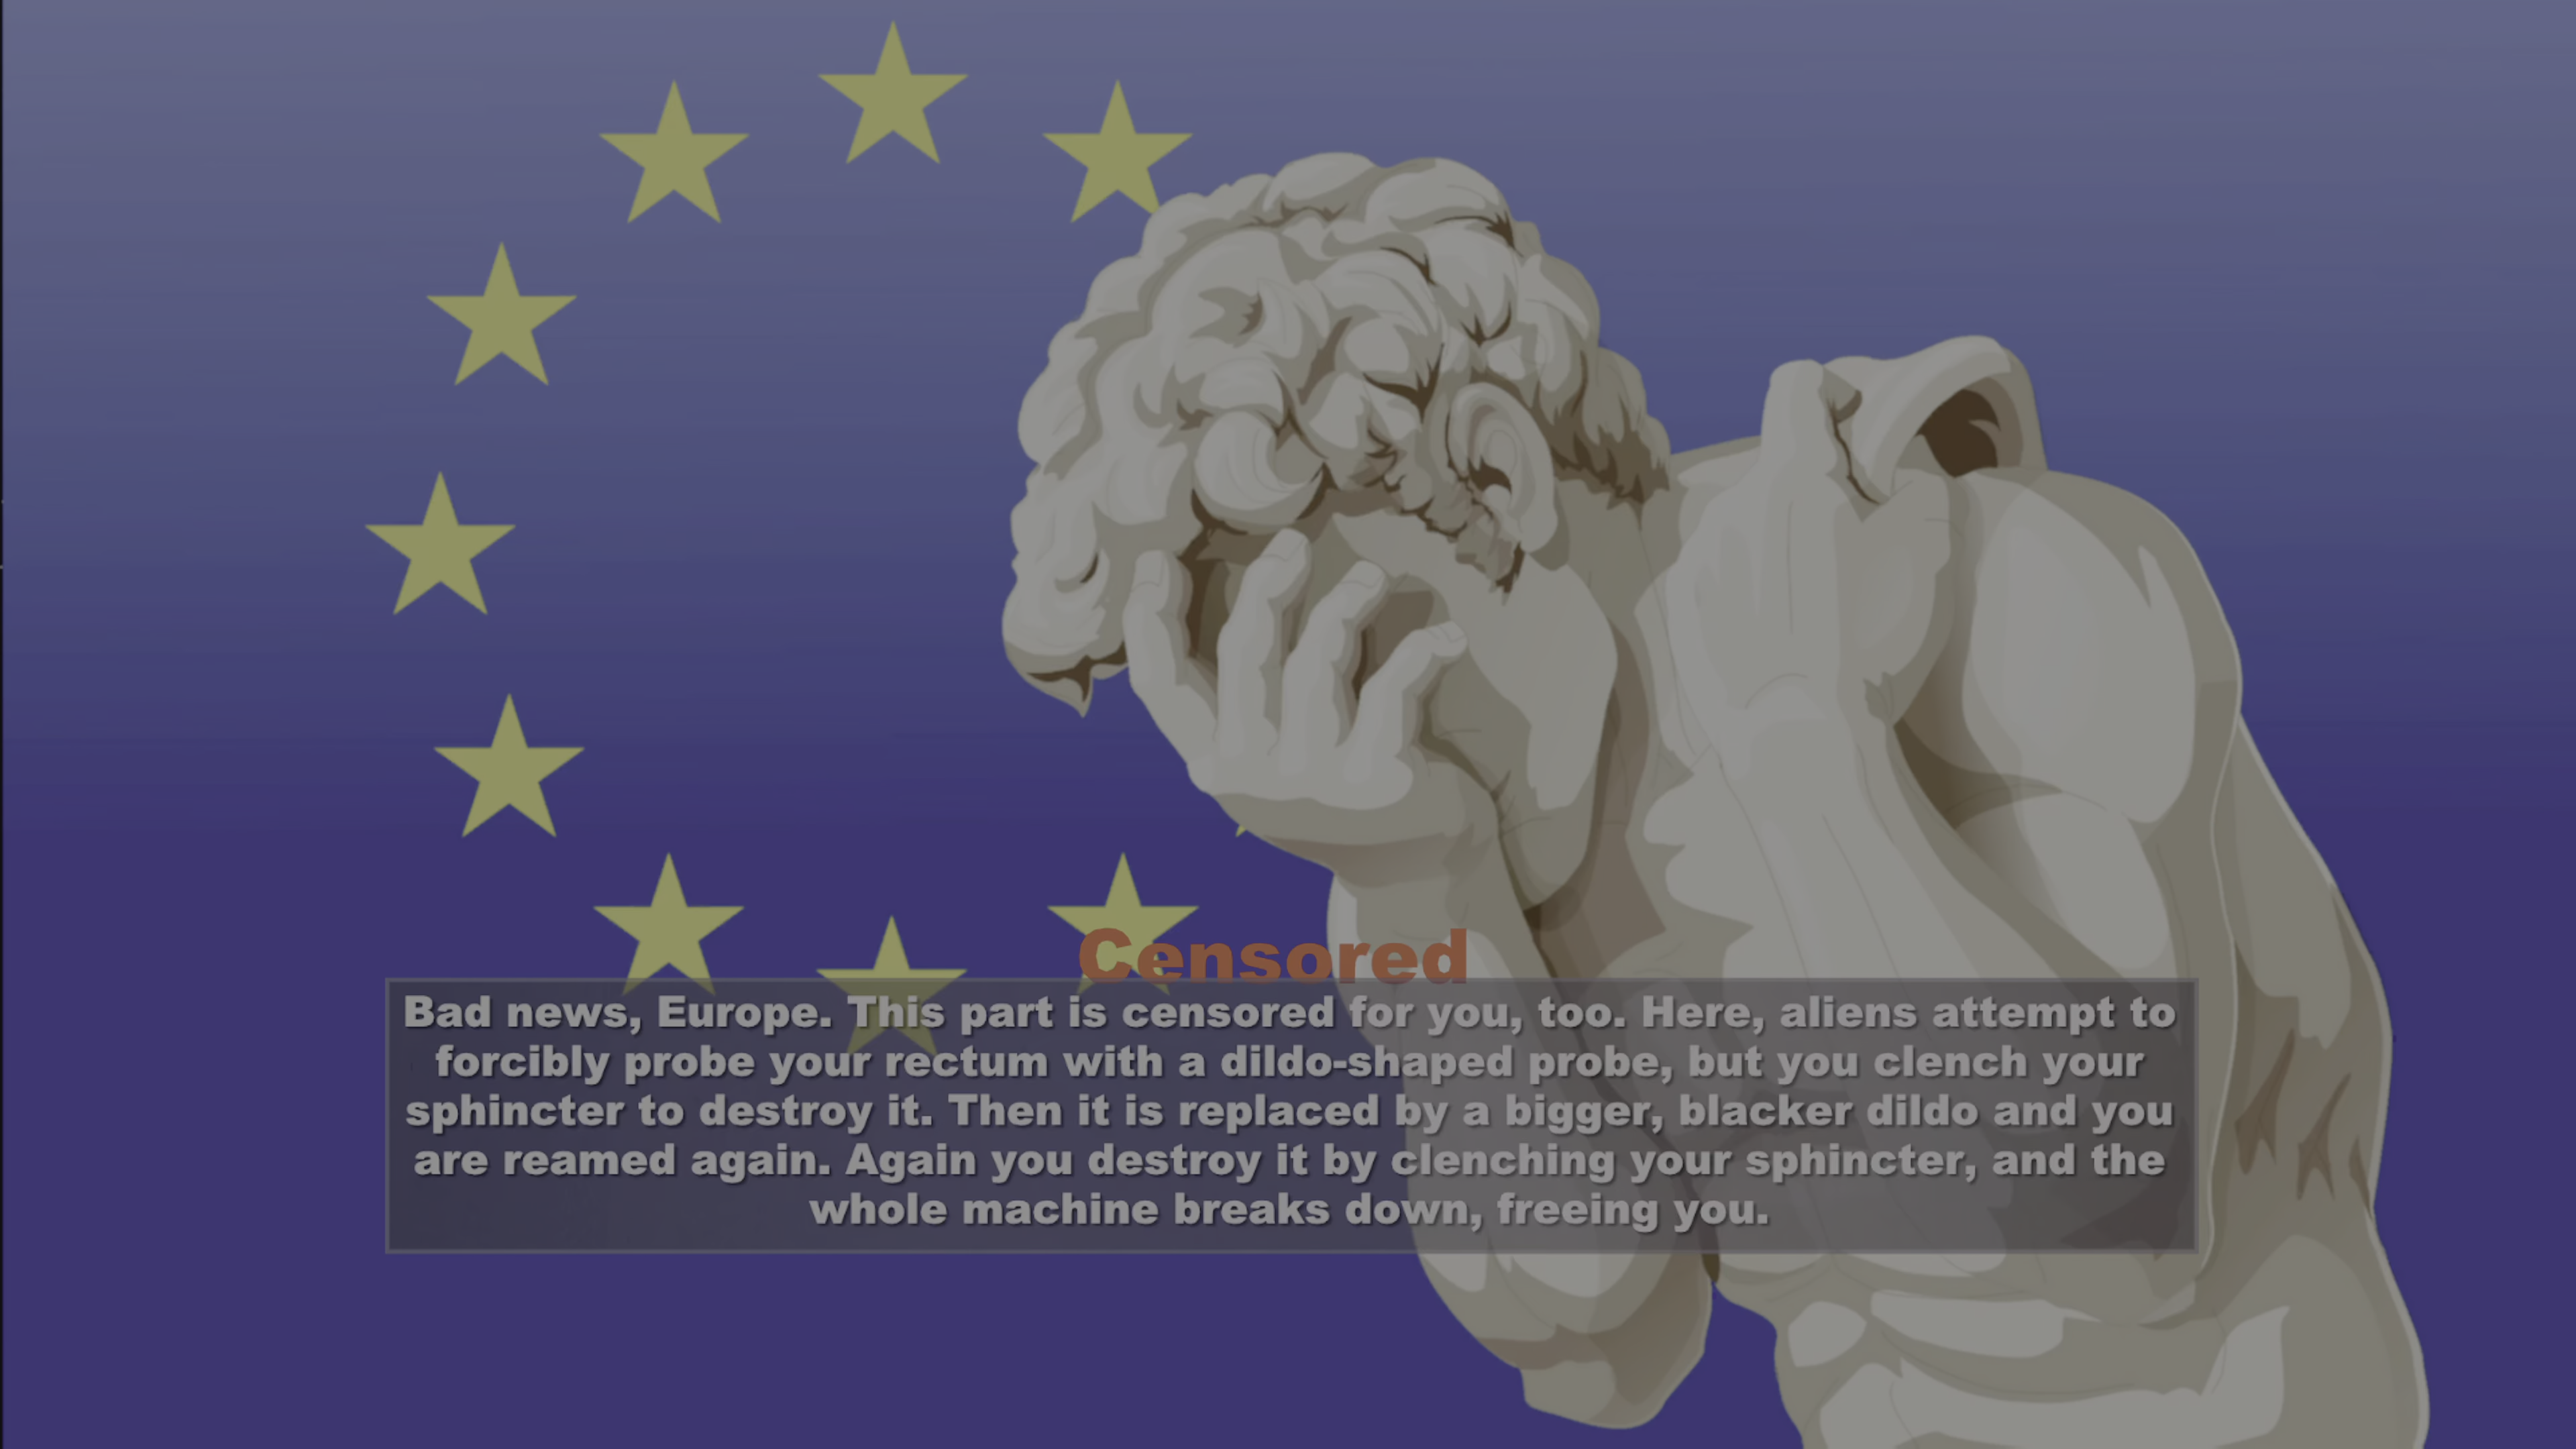 Censored
Bad news, Europe. This part is censored for you, too. Here, aliens attempt to
forcibly probe your rectum with a dildo-shaped probe, but you clench your
sphincter to destroy it. Then it is replaced by a bigger, blacker dildo and you
are reamed again. Again you destroy it by clenching your sphincter, and the
whole machine breaks down, freeing you.